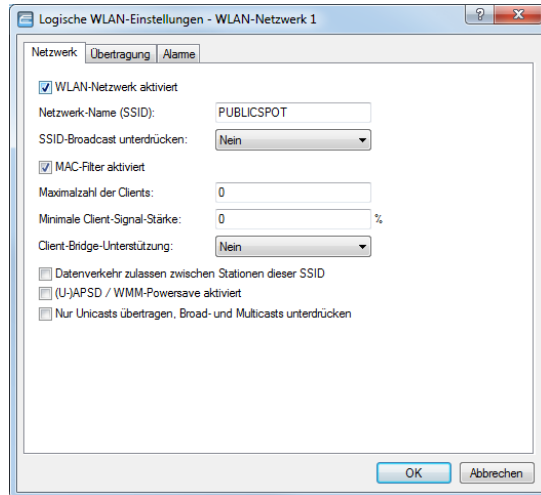 Logische WLAN-Einstellungen - WLAN-Netzwerk 1
Netzwerk Übertragung Alarme
WLAN-Netzwerk aktiviert
Netzwerk-Name (SSID): PUBLICSPOT
SSID-Broadcast unterdrücken: Nein
MAC-Filter aktiviert
Maximalzahl der Clients: 0
Minimale Client-Signal-Stärke: 0 %
Client-Bridge-Unterstützung: Nein
Datenverkehr zulassen zwischen Stationen dieser SSID
(U-)APSD / WMM-Powersave aktiviert
Nur Unicasts übertragen, Broad- und Multicasts unterdrücken
OK Abbrechen